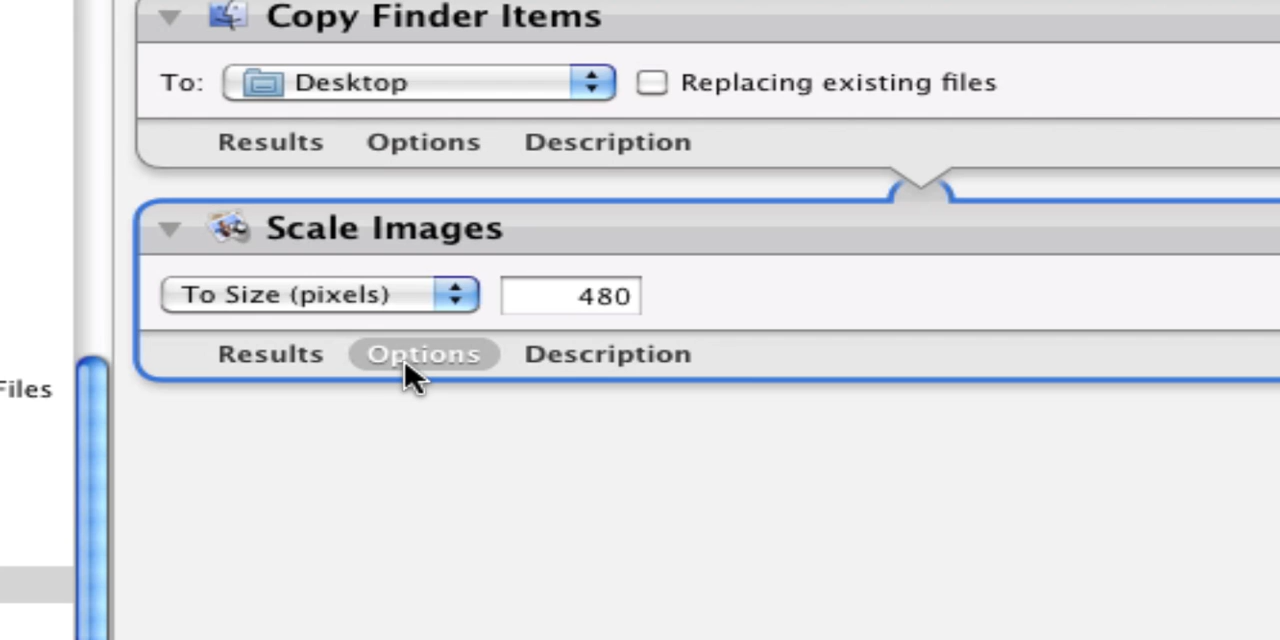 Copy Finder Items
To: Desktop Replacing existing files
Results Options Description
Scale Images
To Size (pixels) 480
Results Options Description
Files